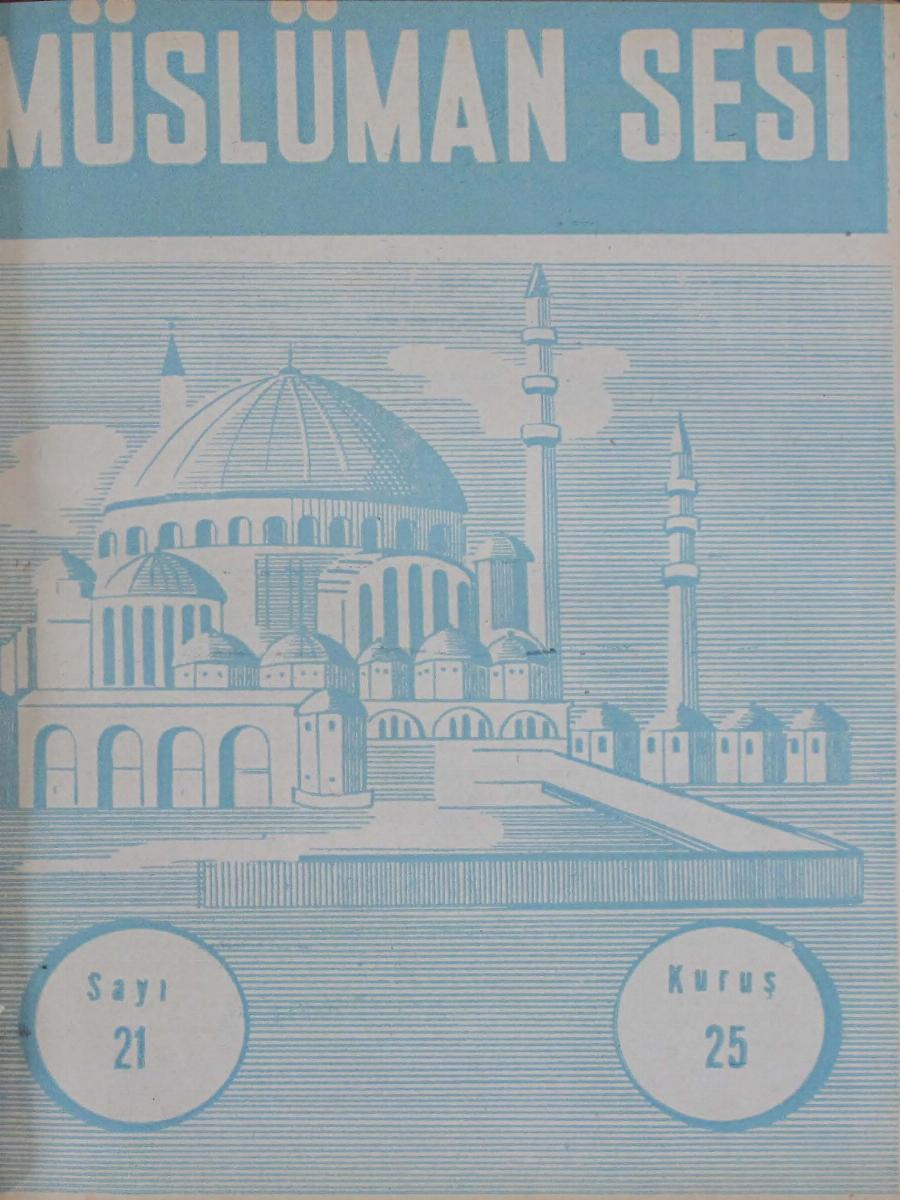 MÜSLÜMAN SESİ
Sayı
21
Kuruş
25